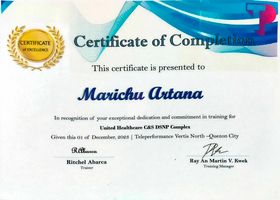 CERTIFICATE
of EXCELLENCE
Certificate of Completion
This certificate is presented to
Marichu Artana
In recognition of your exceptional dedication and commitment in training for
United Healthcare C&S DSNP Complex
Given this 01 of December, 2023 | Teleperformance Vertis North -Quezon City
Ritchel Abarca
Trainer
Ray An Martin V. Kwek
Training Manager